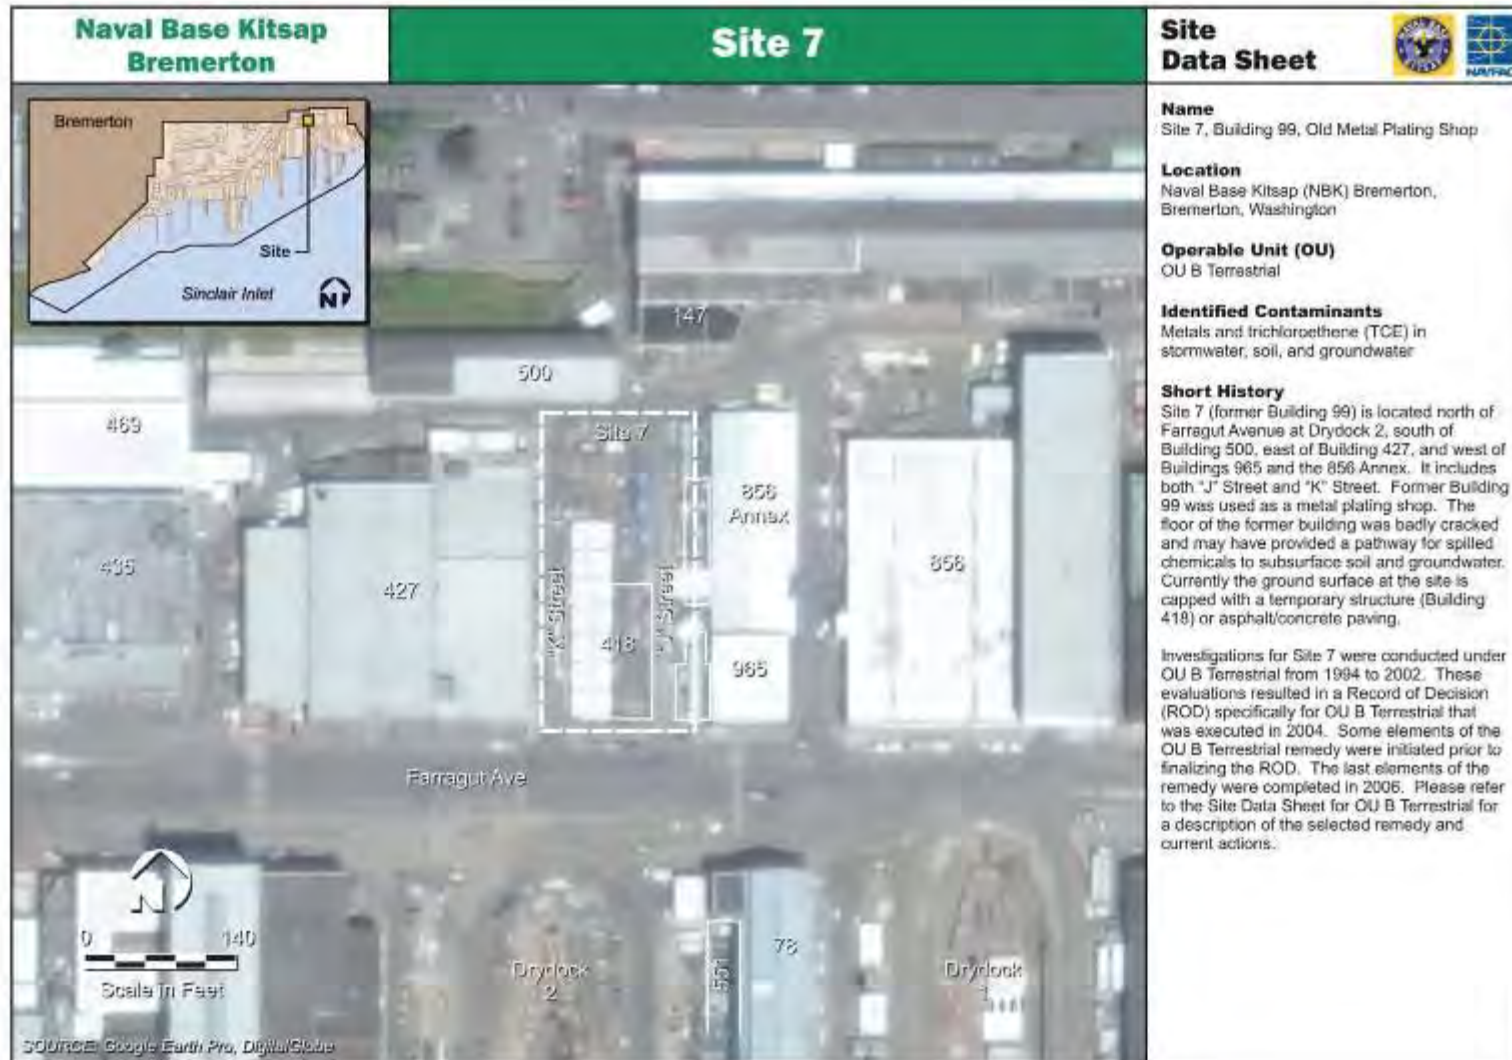 Naval Base Kitsap
Bremerton
Site 7
Site
Data Sheet
Bremerton
Site
Sinclair Inlet
N
147
500
469
Site 7
856
Annex
435
427
"K" Street
418
"J" Street
965
856
Farragut Ave
N
0 140
Scale in Feet
Drydock
2
551
78
Drydock
1
SOURCE: Google Earth Pro, DigitalGlobe
NAVAL BASE
KITSAP
NAVFAC
Name
Site 7, Building 99, Old Metal Plating Shop
Location
Naval Base Kitsap (NBK) Bremerton,
Bremerton, Washington
Operable Unit (OU)
OU B Terrestrial
Identified Contaminants
Metals and trichloroethene (TCE) in
stormwater, soil, and groundwater
Short History
Site 7 (former Building 99) is located north of
Farragut Avenue at Drydock 2, south of
Building 500, east of Building 427, and west of
Buildings 965 and the 856 Annex. It includes
both "J" Street and "K" Street. Former Building
99 was used as a metal plating shop. The
floor of the former building was badly cracked
and may have provided a pathway for spilled
chemicals to subsurface soil and groundwater.
Currently the ground surface at the site is
capped with a temporary structure (Building
418) or asphalt/concrete paving.
Investigations for Site 7 were conducted under
OU B Terrestrial from 1994 to 2002. These
evaluations resulted in a Record of Decision
(ROD) specifically for OU B Terrestrial that
was executed in 2004. Some elements of the
OU B Terrestrial remedy were initiated prior to
finalizing the ROD. The last elements of the
remedy were completed in 2006. Please refer
to the Site Data Sheet for OU B Terrestrial for
a description of the selected remedy and
current actions.